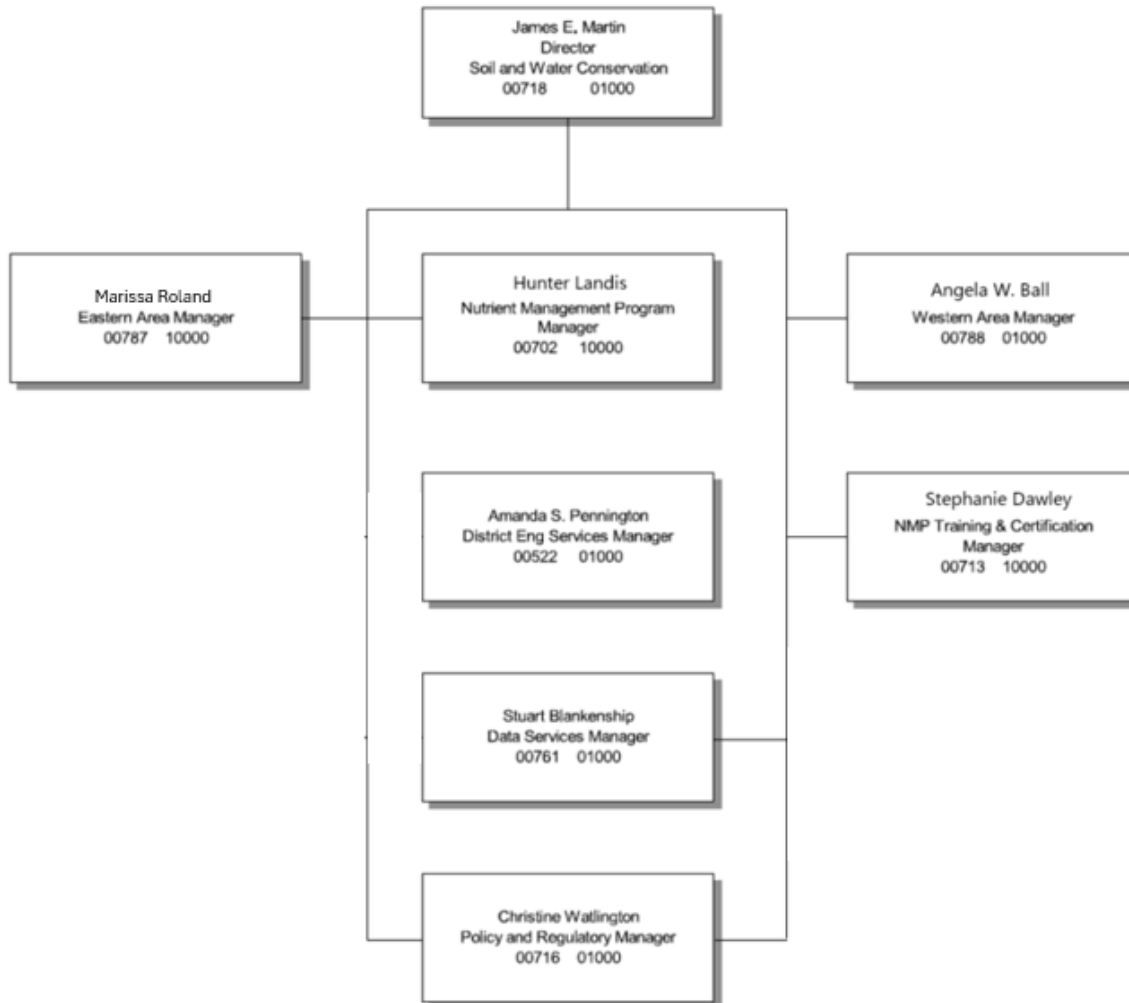 James E. Martin
Director
Soil and Water Conservation
00718 01000
Marissa Roland
Eastern Area Manager
00787 10000
Hunter Landis
Nutrient Management Program
Manager
00702 10000
Angela W. Ball
Western Area Manager
00788 01000
Amanda S. Pennington
District Eng Services Manager
00522 01000
Stephanie Dawley
NMP Training & Certification
Manager
00713 10000
Stuart Blankenship
Data Services Manager
00761 01000
Christine Watlington
Policy and Regulatory Manager
00716 01000